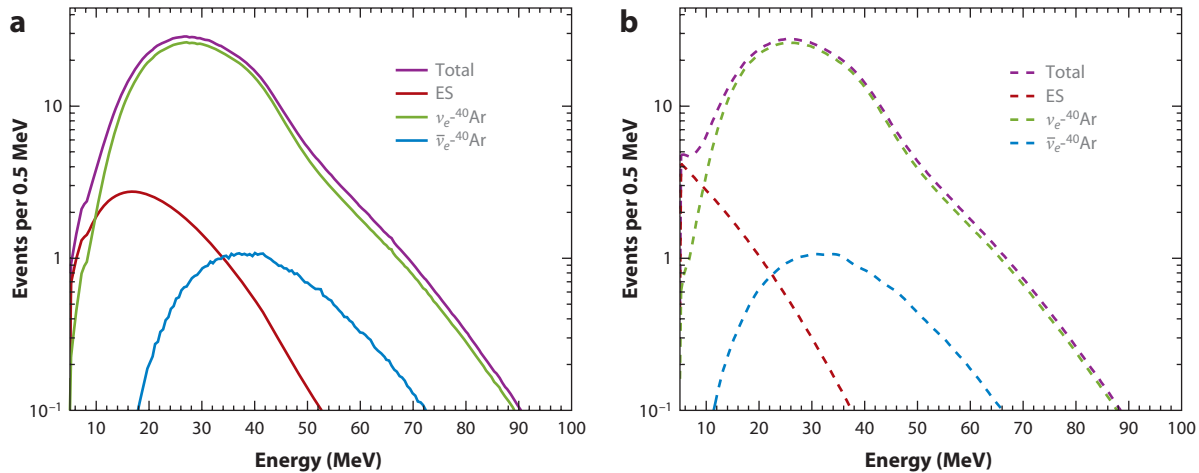 a
Events per 0.5 MeV
10
1
10⁻¹
Total
ES
νₑ-⁴⁰Ar
ν̅ₑ-⁴⁰Ar
10 20 30 40 50 60 70 80 90 100
Energy (MeV)
b
Events per 0.5 MeV
10
1
10⁻¹
Total
ES
νₑ-⁴⁰Ar
ν̅ₑ-⁴⁰Ar
10 20 30 40 50 60 70 80 90 100
Energy (MeV)